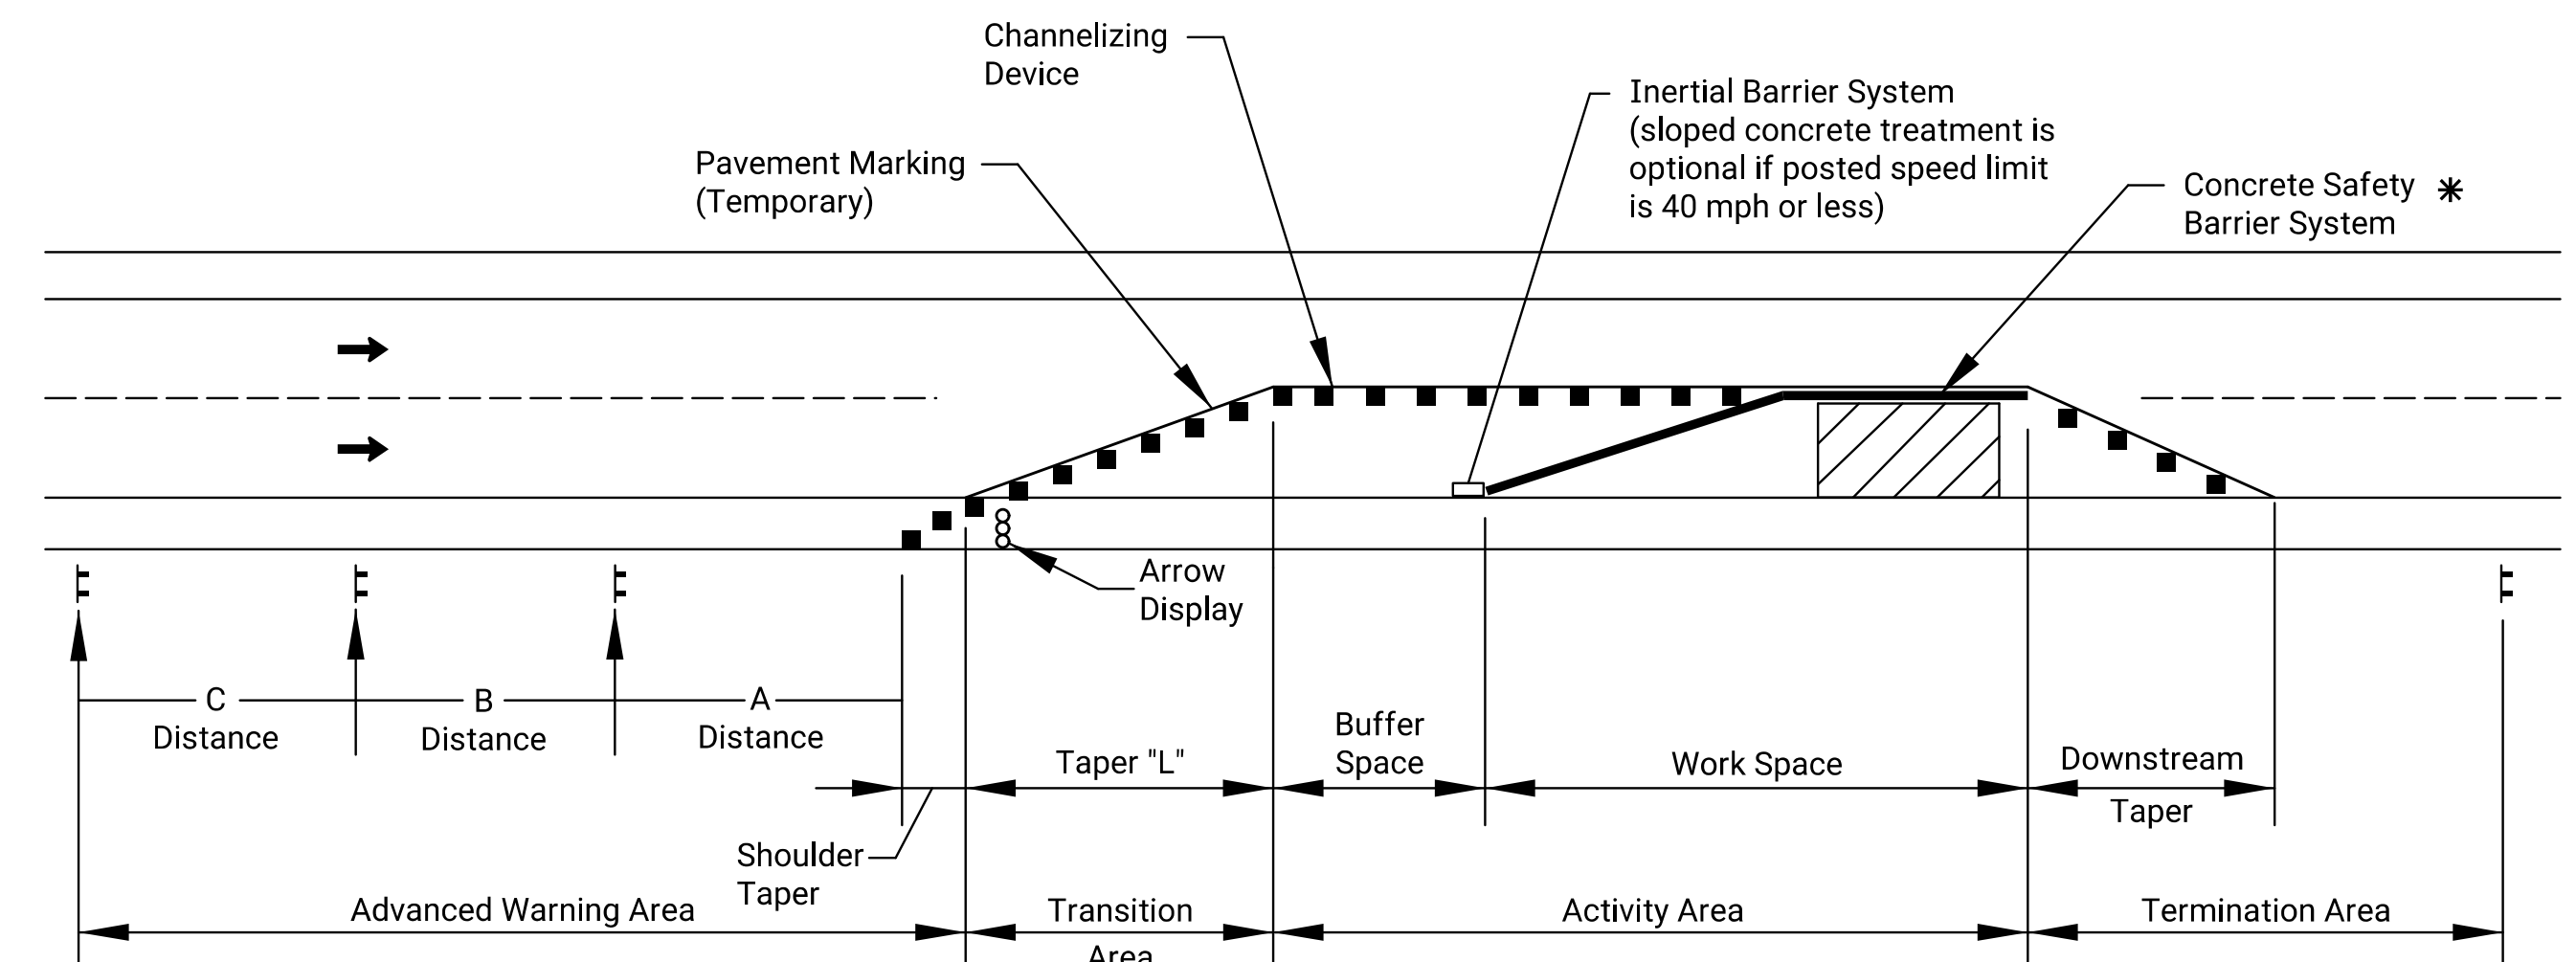 Channelizing
Device
Inertial Barrier System
(sloped concrete treatment is
optional if posted speed limit
is 40 mph or less)
Pavement Marking
(Temporary)
Concrete Safety *
Barrier System
Arrow
Display
C
Distance
B
Distance
A
Distance
Shoulder
Taper
Taper "L"
Buffer
Space
Work Space
Downstream
Taper
Advanced Warning Area
Transition
Area
Activity Area
Termination Area